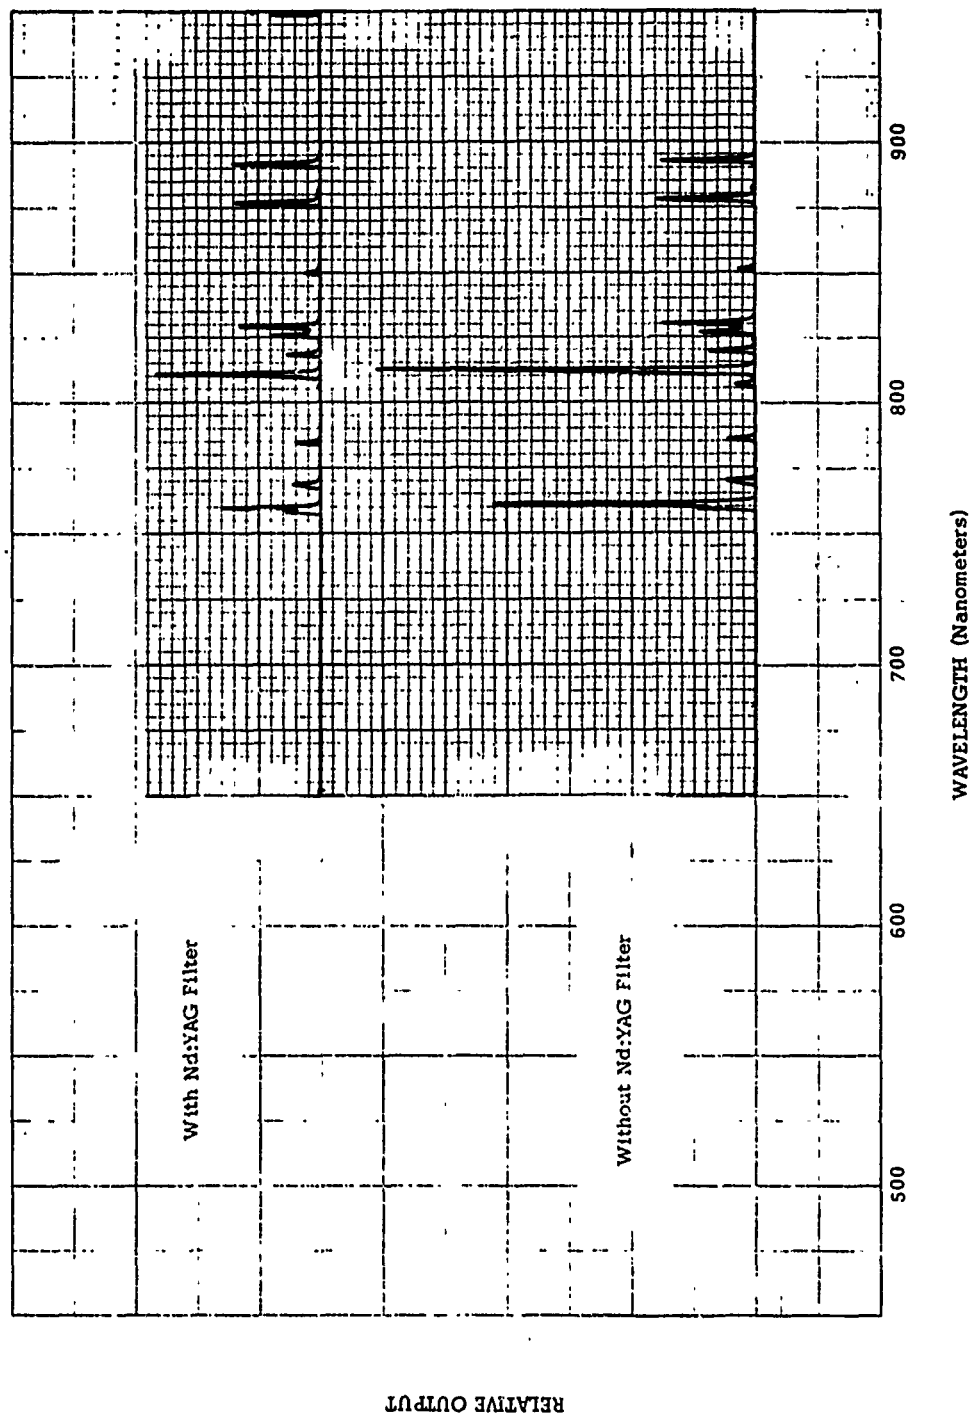 With Nd:YAG Filter
Without Nd:YAG Filter
RELATIVE OUTPUT
500
600
700
800
900
WAVELENGTH (Nanometers)